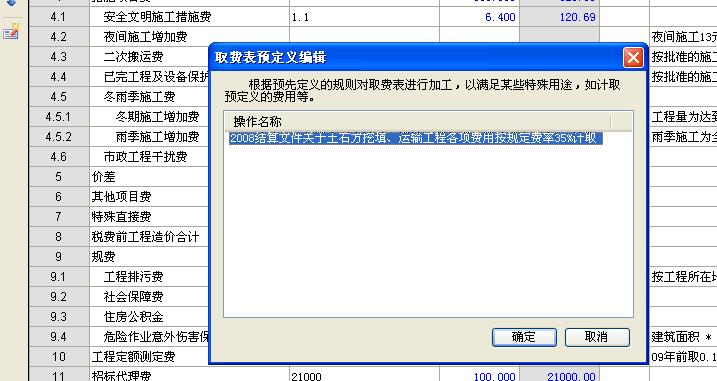 4.1 安全文明施工措施费 1.1 6.400 120.69
4.2 夜间施工增加费 夜间施工13元
4.3 二次搬运费 按批准的施工
4.4 已完工程及设备保护 按批准的施工
4.5 冬雨季施工费
4.5.1 冬期施工增加费 工程量为达到
4.5.2 雨季施工增加费 雨季施工为全
4.6 市政工程干扰费
5 价差
6 其他项目费
7 特殊直接费
8 税费前工程造价合计
9 规费
9.1 工程排污费 按工程所在地
9.2 社会保障费
9.3 住房公积金
9.4 危险作业意外伤害保 建筑面积 *
10 工程定额测定费 09年前取0.1
11 招标代理费 21000 100.000 21000.00
取费表预定义编辑
根据预先定义的规则对取费表进行加工，以满足某些特殊用途，如计取
预定义的费用等。
操作名称
2008结算文件关于土石方挖填、运输工程各项费用按规定费率35%计取
确定
取消